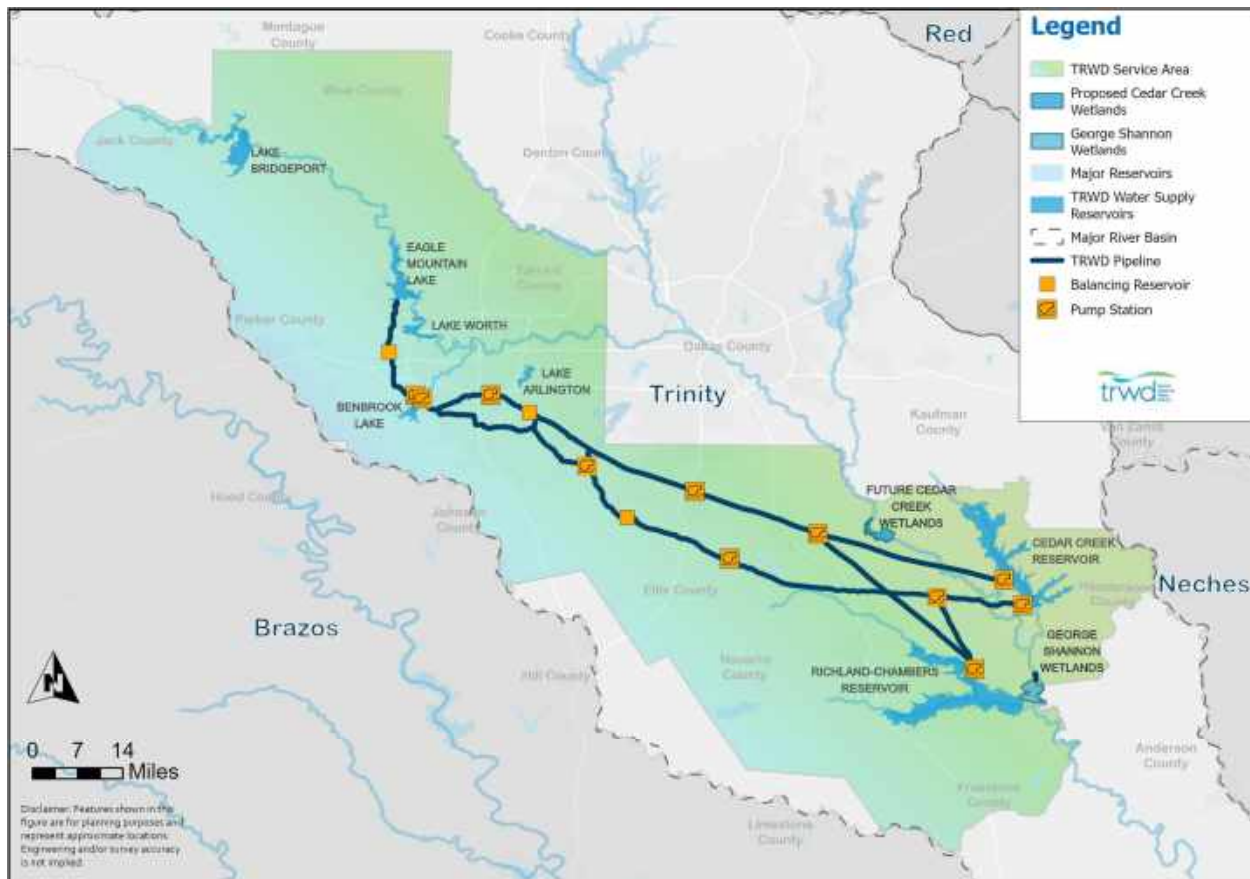 Montague
County
Cooke County
Red
Legend
TRWD Service Area
Proposed Cedar Creek
Wetlands
George Shannon
Wetlands
Major Reservoirs
TRWD Water Supply
Reservoirs
Major River Basin
TRWD Pipeline
Balancing Reservoir
Pump Station
trwd
Wise County
Jack County
LAKE
BRIDGEPORT
Denton County
EAGLE
MOUNTAIN
LAKE
Tarrant
County
Parker County
LAKE WORTH
Dallas County
LAKE
ARLINGTON
Trinity
BENBROOK
LAKE
Kaufman
County
Van Zandt
County
Hood County
Johnson
County
FUTURE CEDAR
CREEK
WETLANDS
CEDAR CREEK
RESERVOIR
Henderson
County
Neches
Ellis County
Brazos
GEORGE
SHANNON
WETLANDS
Navarro
County
RICHLAND-CHAMBERS
RESERVOIR
Hill County
N
0 7 14
Miles
Anderson
County
Freestone
County
Limestone
County
Disclaimer: Features shown in this
figure are for planning purposes and
represent approximate locations.
Engineering and/or survey accuracy
is not implied.